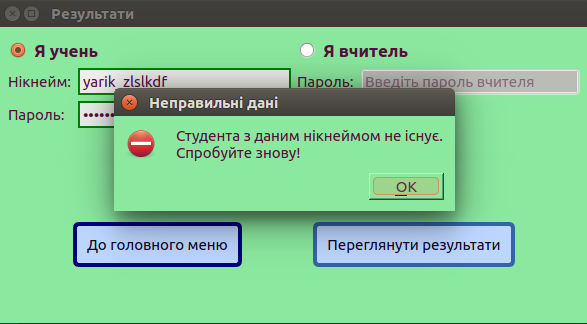 Результати
Я учень
Я вчитель
Нікнейм:
yarik_zlslkdf
Пароль:
Введіть пароль вчителя
Пароль:
Неправильні дані
Студента з даним нікнеймом не існує.
Спробуйте знову!
OK
До головного меню
Переглянути результати